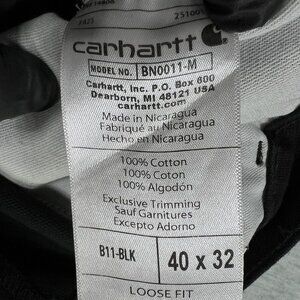 carhartt
MODEL NO. BN0011-M
Carhartt, Inc. P.O. Box 600
Dearborn, MI 48121 USA
carhartt.com
Made in Nicaragua
Fabriqué au Nicaragua
Hecho en Nicaragua
100% Cotton
100% Coton
100% Algodón
Exclusive Trimming
Sauf Garnitures
Excepto Adorno
B11-BLK 40 x 32
LOOSE FIT